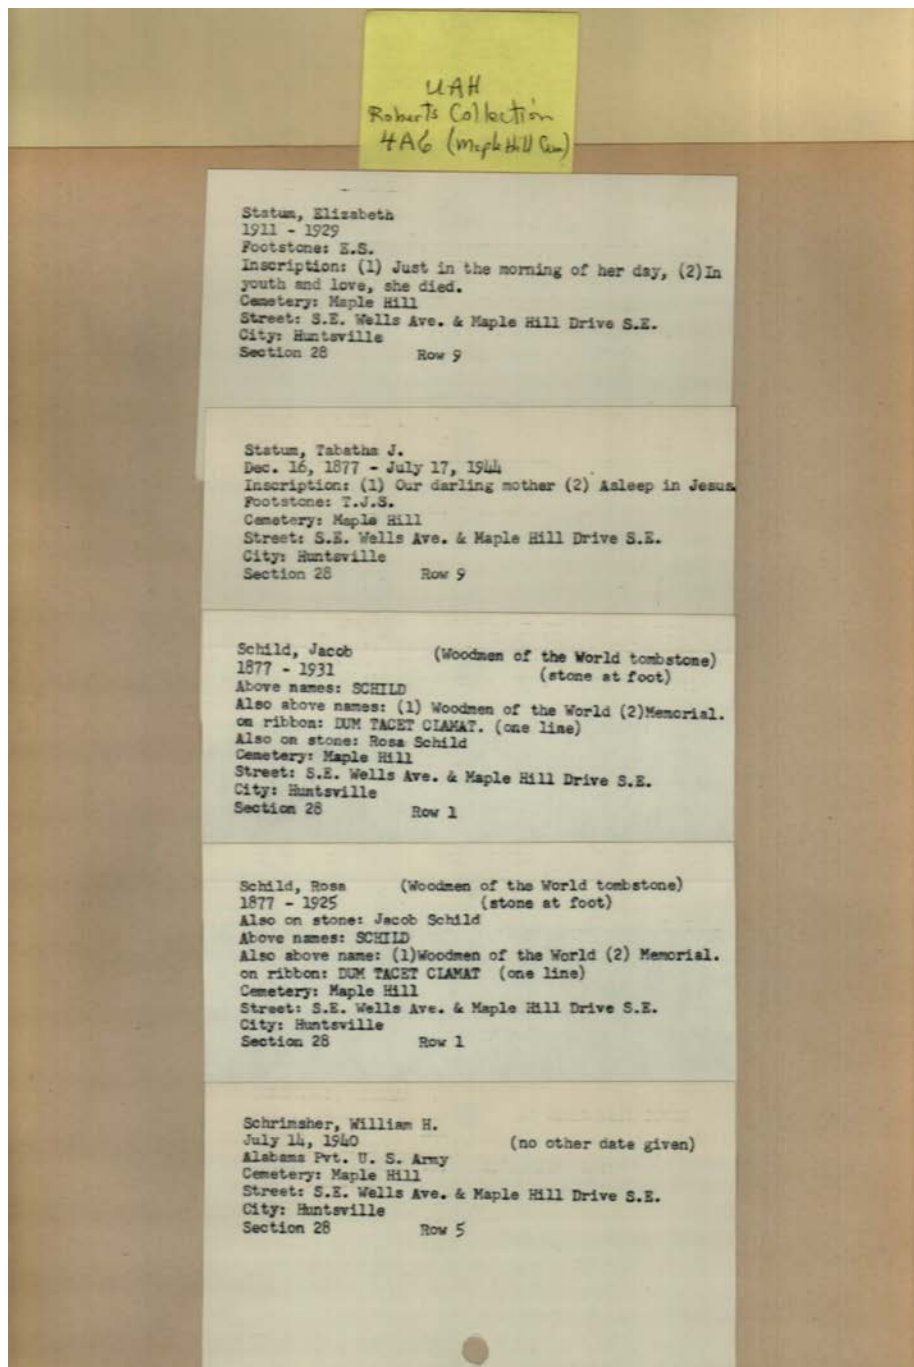 UAH
Roberts Collection
4A6 (Maple Hill Cem)
Statum, Elizabeth
1911 - 1929
Footstone: E.S.
Inscription: (1) Just in the morning of her day, (2)In
youth and love, she died.
Cemetery: Maple Hill
Street: S.E. Wells Ave. & Maple Hill Drive S.E.
City: Huntsville
Section 28 Row 9
Statum, Tabatha J.
Dec. 16, 1877 - July 17, 1944
Inscription: (1) Our darling mother (2) Asleep in Jesus
Footstone: T.J.S.
Cemetery: Maple Hill
Street: S.E. Wells Ave. & Maple Hill Drive S.E.
City: Huntsville
Section 28 Row 9
Schild, Jacob (Woodmen of the World tombstone)
1877 - 1931 (stone at foot)
Above names: SCHILD
Also above names: (1) Woodmen of the World (2)Memorial.
on ribbon: DUM TACET CLAMAT. (one line)
Also on stone: Rosa Schild
Cemetery: Maple Hill
Street: S.E. Wells Ave. & Maple Hill Drive S.E.
City: Huntsville
Section 28 Row 1
Schild, Rosa (Woodmen of the World tombstone)
1877 - 1925 (stone at foot)
Also on stone: Jacob Schild
Above names: SCHILD
Also above name: (1)Woodmen of the World (2) Memorial.
on ribbon: DUM TACET CLAMAT (one line)
Cemetery: Maple Hill
Street: S.E. Wells Ave. & Maple Hill Drive S.E.
City: Huntsville
Section 28 Row 1
Schrimsher, William H.
July 14, 1940 (no other date given)
Alabama Pvt. U. S. Army
Cemetery: Maple Hill
Street: S.E. Wells Ave. & Maple Hill Drive S.E.
City: Huntsville
Section 28 Row 5